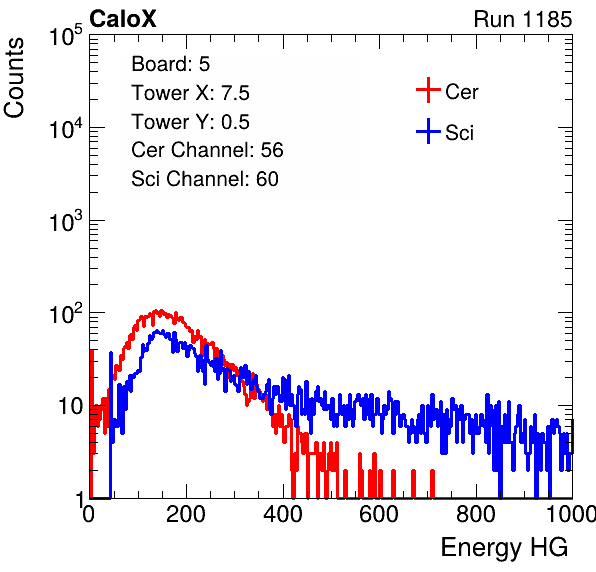 CaloX Run 1185
Counts
10^5
10^4
10^3
10^2
10
1
Board: 5
Tower X: 7.5
Tower Y: 0.5
Cer Channel: 56
Sci Channel: 60
Cer
Sci
0 200 400 600 800 1000
Energy HG